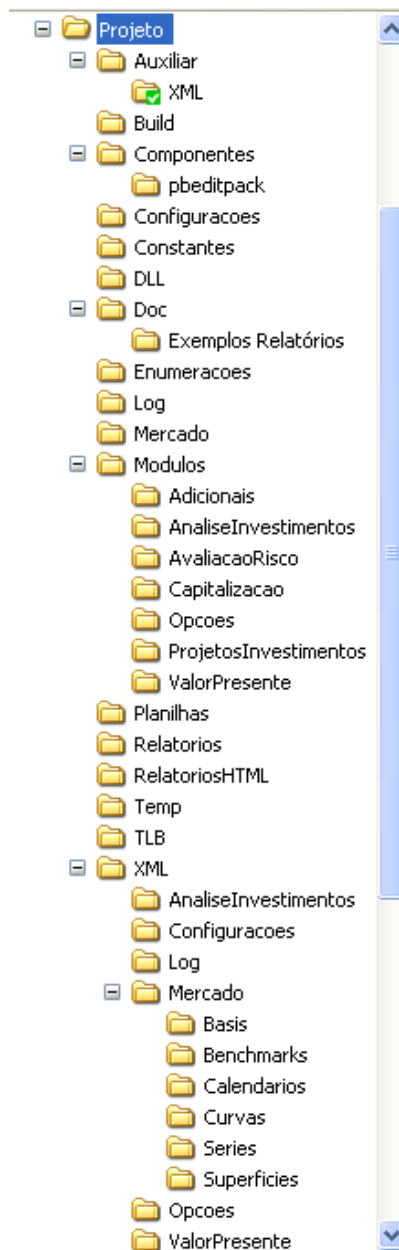 Projeto
Auxiliar
XML
Build
Componentes
pbeditpack
Configuracoes
Constantes
DLL
Doc
Exemplos Relatórios
Enumeracoes
Log
Mercado
Modulos
Adicionais
AnaliseInvestimentos
AvaliacaoRisco
Capitalizacao
Opcoes
ProjetosInvestimentos
ValorPresente
Planilhas
Relatorios
RelatoriosHTML
Temp
TLB
XML
AnaliseInvestimentos
Configuracoes
Log
Mercado
Basis
Benchmarks
Calendarios
Curvas
Series
Superficies
Opcoes
ValorPresente